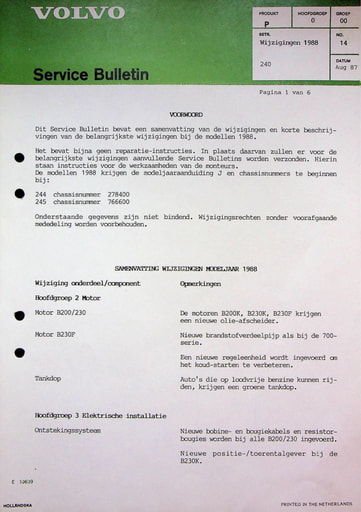 VOLVO
Service Bulletin
PRODUKT
P
HOOFDGROEP
0
GROEP
00
BETR.
Wijzigingen 1988
NO.
14
240
DATUM
Aug 87
Pagina 1 van 6
VOORWOORD
Dit Service Bulletin bevat een samenvatting van de wijzigingen en korte beschrij-
vingen van de belangrijkste wijzigingen bij de modellen 1988.
Het bevat bijna geen reparatie-instructies. In plaats daarvan zullen er voor de
belangrijkste wijzigingen aanvullende Service Bulletins worden verzonden. Hierin
staan instructies voor de werkzaamheden van de monteurs.
De modellen 1988 krijgen de modeljaaraanduiding J en chassisnummers te beginnen
bij:
244 chassisnummer 278400
245 chassisnummer 766600
Onderstaande gegevens zijn niet bindend. Wijzigingsrechten zonder voorafgaande
mededeling worden voorbehouden.
SAMENVATTING WIJZIGINGEN MODELJAAR 1988
Wijziging onderdeel/component
Opmerkingen
Hoofdgroep 2 Motor
Motor B200/230
De motoren B200K, B230K, B230F krijgen
een nieuwe olie-afscheider.
Motor B230F
Nieuwe brandstofverdeelpijp als bij de 700-
serie.
Een nieuwe regeleenheid wordt ingevoerd om
het koud-starten te verbeteren.
Tankdop
Auto's die op loodvrije benzine kunnen rij-
den, krijgen een groene tankdop.
Hoofdgroep 3 Elektrische installatie
Ontstekingssysteem
Nieuwe bobine- en bougiekabels en resistor-
bougies worden bij alle B200/230 ingevoerd.
Nieuwe positie-/toerentalgever bij de
B230K.
HOLLANDSKA
PRINTED IN THE NETHERLANDS